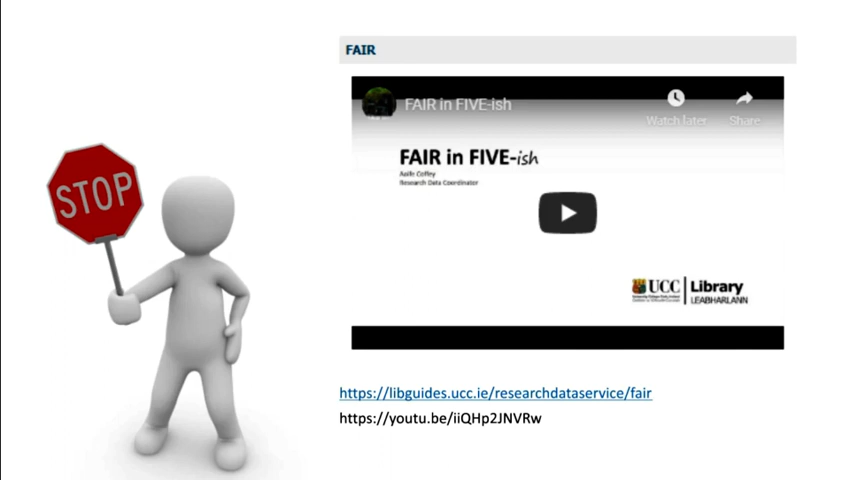 STOP
FAIR
FAIR in FIVE-ish
Watch later
Share
FAIR in FIVE-ish
Aoife Coffey
Research Data Coordinator
UCC
Library
LEABHARLANN
https://libguides.ucc.ie/researchdataservice/fair
https://youtu.be/iiQHp2JNVRw